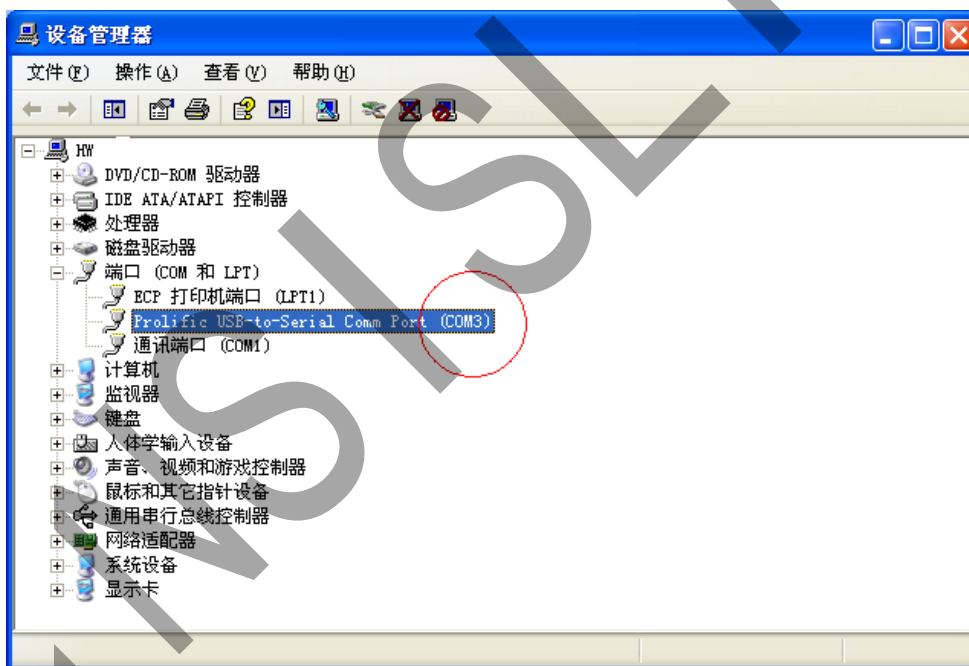 设备管理器
文件(F) 操作(A) 查看(V) 帮助(H)
HW
DVD/CD-ROM 驱动器
IDE ATA/ATAPI 控制器
处理器
磁盘驱动器
端口 (COM 和 LPT)
ECP 打印机端口 (LPT1)
Prolific USB-to-Serial Comm Port (COM3)
通讯端口 (COM1)
计算机
监视器
键盘
人体学输入设备
声音、视频和游戏控制器
鼠标和其它指针设备
通用串行总线控制器
网络适配器
系统设备
显示卡